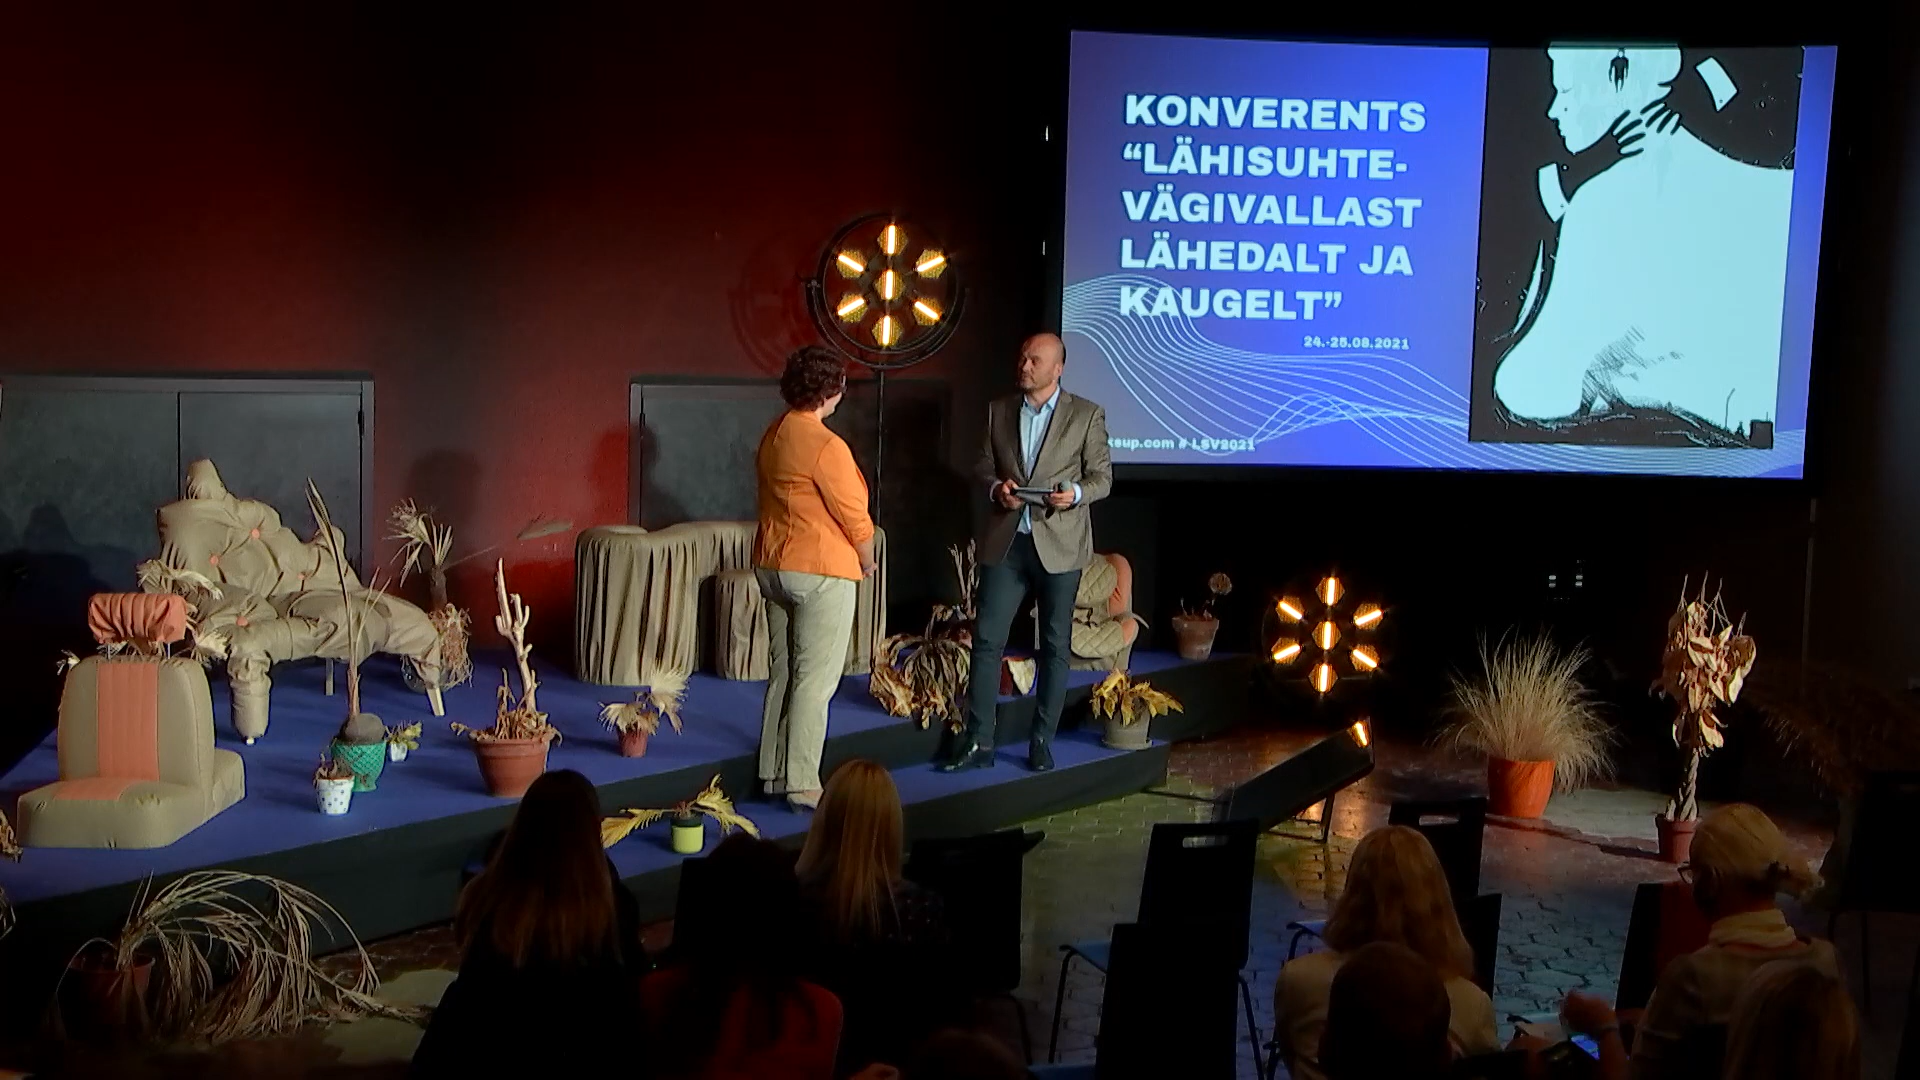 KONVERENTS
“LÄHISUHTE-
VÄGIVALLAST
LÄHEDALT JA
KAUGELT”
24.-25.08.2021
# LSV2021